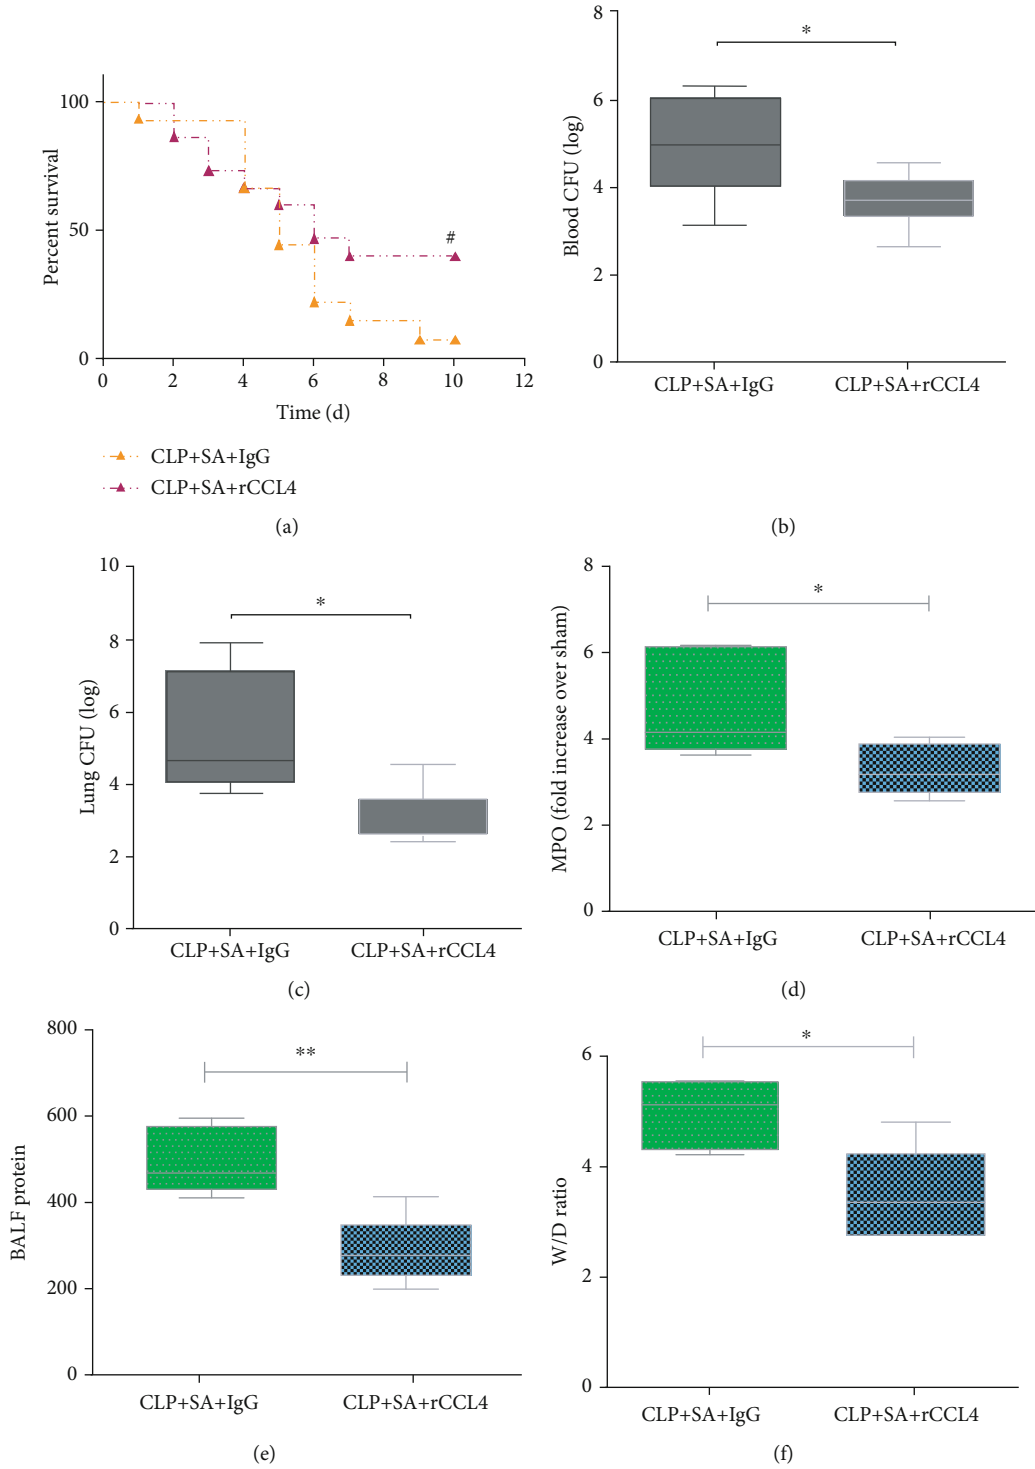 100
50
0
Percent survival
#
0 2 4 6 8 10 12
Time (d)
CLP+SA+IgG
CLP+SA+rCCL4
(a)
8
6
4
2
0
Blood CFU (log)
*
CLP+SA+IgG CLP+SA+rCCL4
(b)
10
8
6
4
2
0
Lung CFU (log)
*
CLP+SA+IgG CLP+SA+rCCL4
(c)
8
6
4
2
0
MPO (fold increase over sham)
*
CLP+SA+IgG CLP+SA+rCCL4
(d)
800
600
400
200
0
BALF protein
**
CLP+SA+IgG CLP+SA+rCCL4
(e)
6
4
2
0
W/D ratio
*
CLP+SA+IgG CLP+SA+rCCL4
(f)